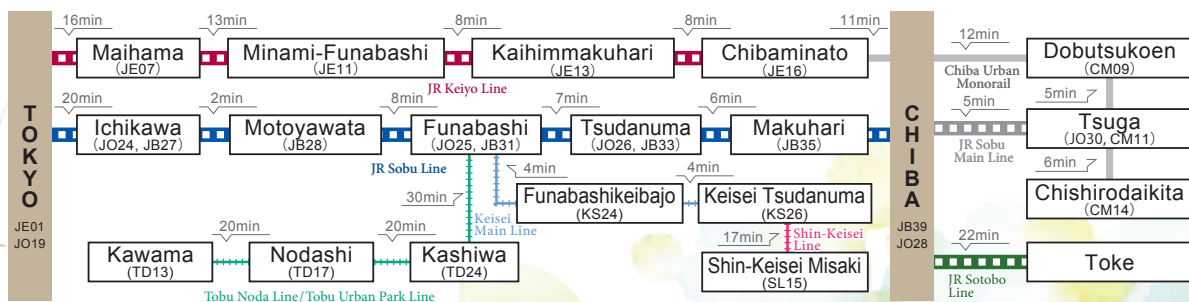 16min
13min
8min
8min
11min
12min
Maihama
(JE07)
Minami-Funabashi
(JE11)
Kaihimmakuhari
(JE13)
Chibaminato
(JE16)
Dobutsukoen
(CM09)
JR Keiyo Line
Chiba Urban
Monorail
TOKYO
JE01
JO19
CHIBA
JB39
JO28
20min
2min
8min
7min
6min
5min
5min
Ichikawa
(JO24, JB27)
Motoyawata
(JB28)
Funabashi
(JO25, JB31)
Tsudanuma
(JO26, JB33)
Makuhari
(JB35)
Tsuga
(JO30, CM11)
JR Sobu Line
JR Sobu
Main Line
4min
4min
6min
30min
Funabashikeibajo
(KS24)
Keisei Tsudanuma
(KS26)
Chishirodaikita
(CM14)
Keisei
Main Line
20min
20min
17min
Shin-Keisei
Line
22min
Kawama
(TD13)
Nodashi
(TD17)
Kashiwa
(TD24)
Shin-Keisei Misaki
(SL15)
Toke
Tobu Noda Line/Tobu Urban Park Line
JR Sotobo
Line